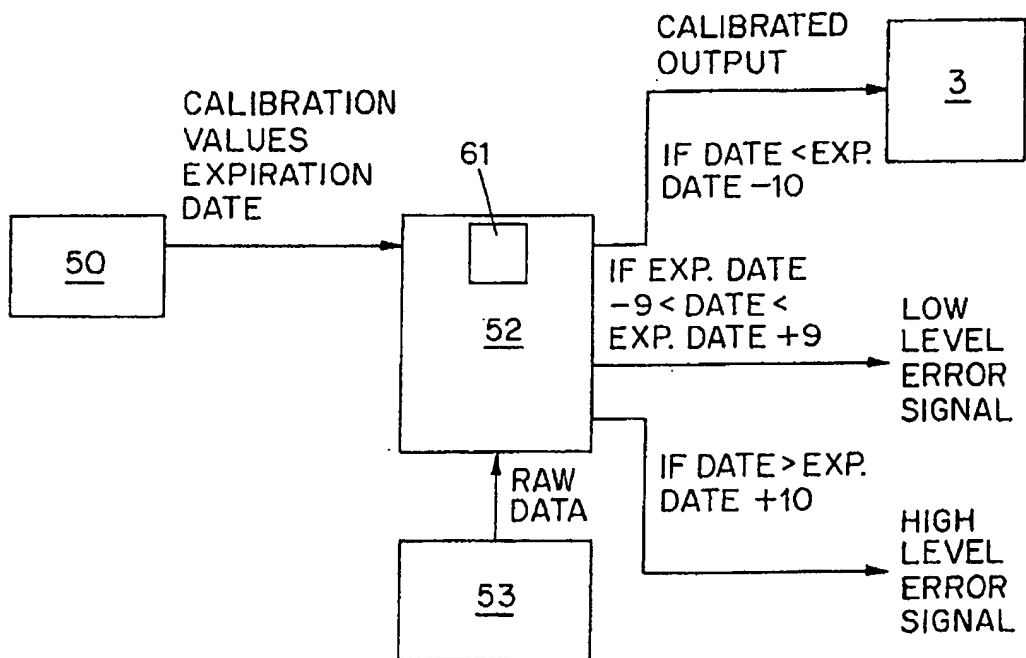 CALIBRATED
OUTPUT
3
CALIBRATION
VALUES
EXPIRATION
DATE
61
IF DATE < EXP.
DATE -10
50
52
IF EXP. DATE
-9 < DATE <
EXP. DATE +9
LOW
LEVEL
ERROR
SIGNAL
RAW
DATA
IF DATE > EXP.
DATE +10
53
HIGH
LEVEL
ERROR
SIGNAL